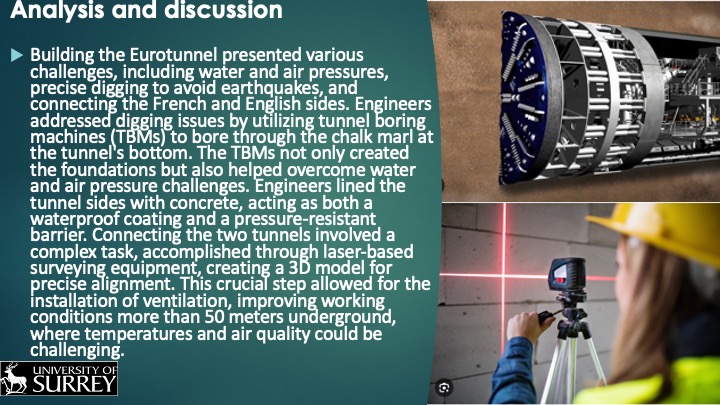 Analysis and discussion
Building the Eurotunnel presented various
challenges, including water and air pressures,
precise digging to avoid earthquakes, and
connecting the French and English sides. Engineers
addressed digging issues by utilizing tunnel boring
machines (TBMs) to bore through the chalk marl at
the tunnel's bottom. The TBMs not only created
the foundations but also helped overcome water
and air pressure challenges. Engineers lined the
tunnel sides with concrete, acting as both a
waterproof coating and a pressure-resistant
barrier. Connecting the two tunnels involved a
complex task, accomplished through laser-based
surveying equipment, creating a 3D model for
precise alignment. This crucial step allowed for the
installation of ventilation, improving working
conditions more than 50 meters underground,
where temperatures and air quality could be
challenging.
UNIVERSITY OF
SURREY